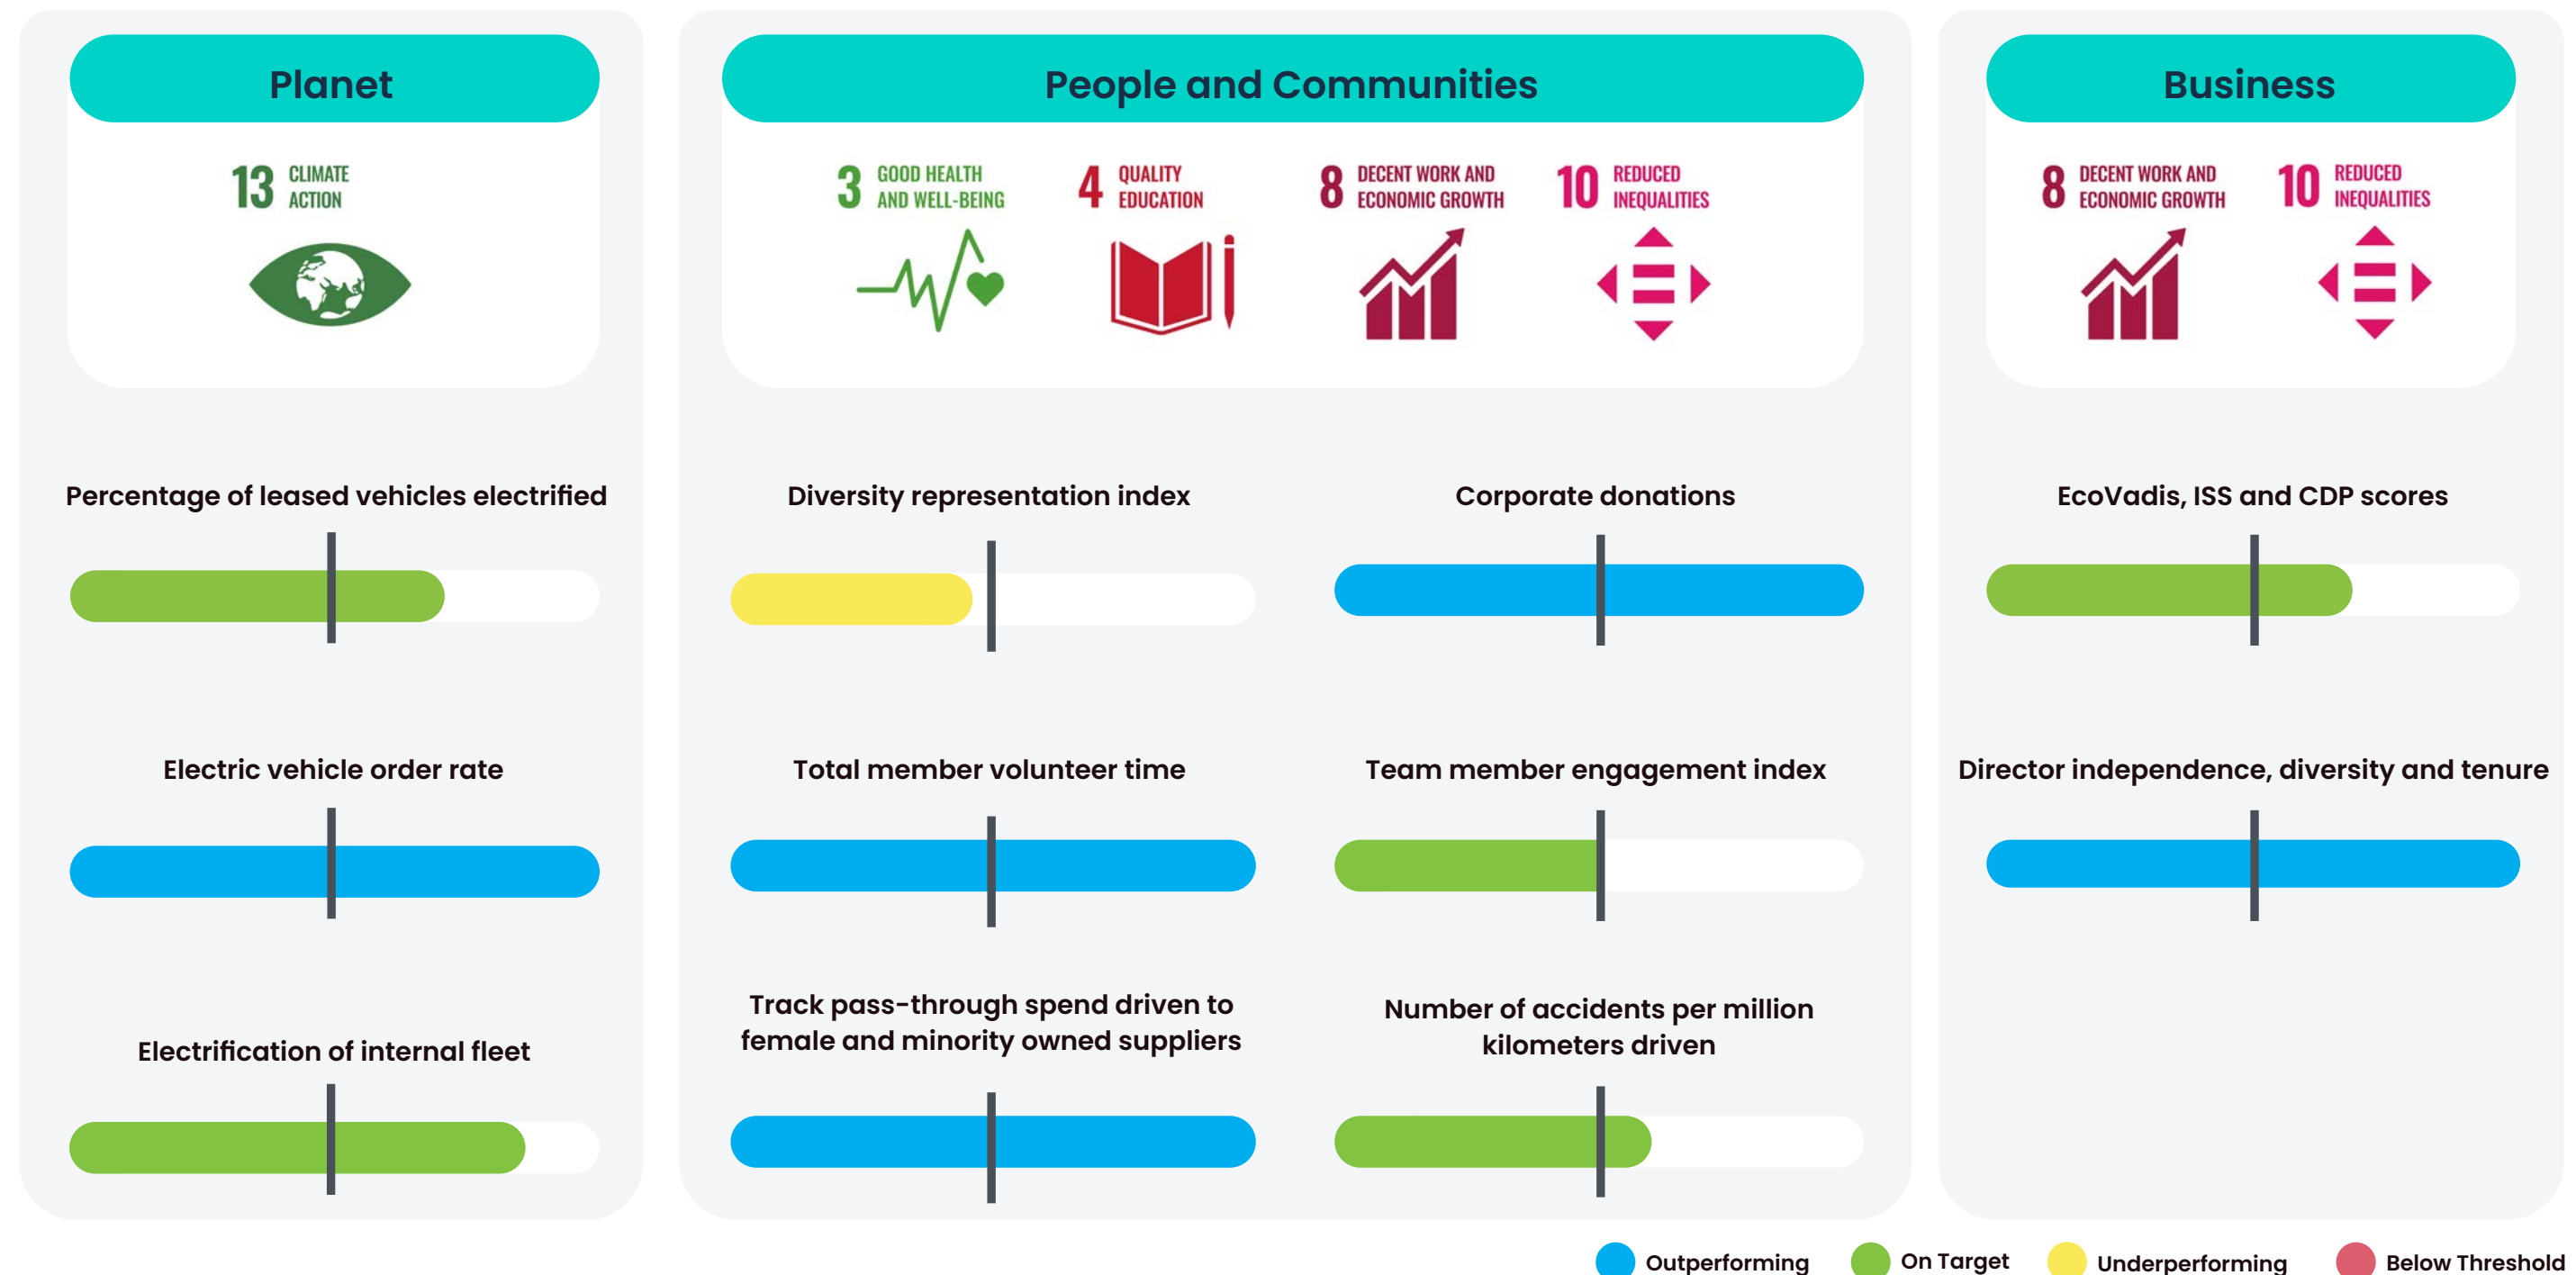 Planet
13 CLIMATE
ACTION
Percentage of leased vehicles electrified
Electric vehicle order rate
Electrification of internal fleet
People and Communities
3 GOOD HEALTH
AND WELL-BEING
4 QUALITY
EDUCATION
8 DECENT WORK AND
ECONOMIC GROWTH
10 REDUCED
INEQUALITIES
Diversity representation index
Corporate donations
Total member volunteer time
Team member engagement index
Track pass-through spend driven to
female and minority owned suppliers
Number of accidents per million
kilometers driven
Business
8 DECENT WORK AND
ECONOMIC GROWTH
10 REDUCED
INEQUALITIES
EcoVadis, ISS and CDP scores
Director independence, diversity and tenure
Outperforming
On Target
Underperforming
Below Threshold